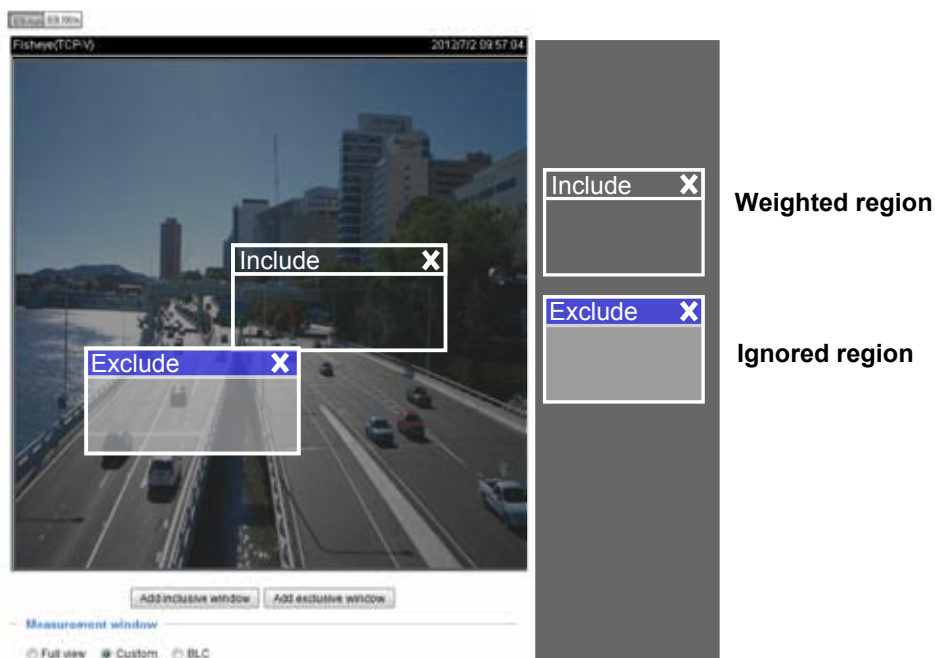 Fisheye(TCP-V) 2012/7/2 09:57:04
Include X
Exclude X
Include X
Weighted region
Exclude X
Ignored region
Add inclusive window Add exclusive window
Measurement window
Full view Custom BLC